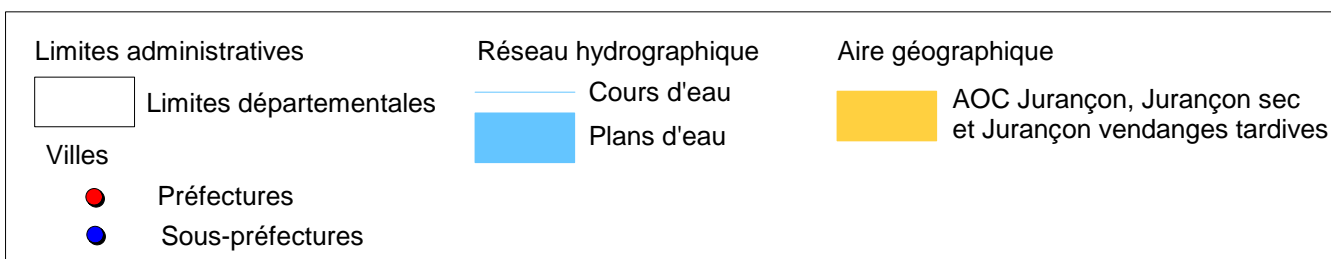 Limites administratives
Limites départementales
Villes
Préfectures
Sous-préfectures
Réseau hydrographique
Cours d'eau
Plans d'eau
Aire géographique
AOC Jurançon, Jurançon sec
et Jurançon vendanges tardives